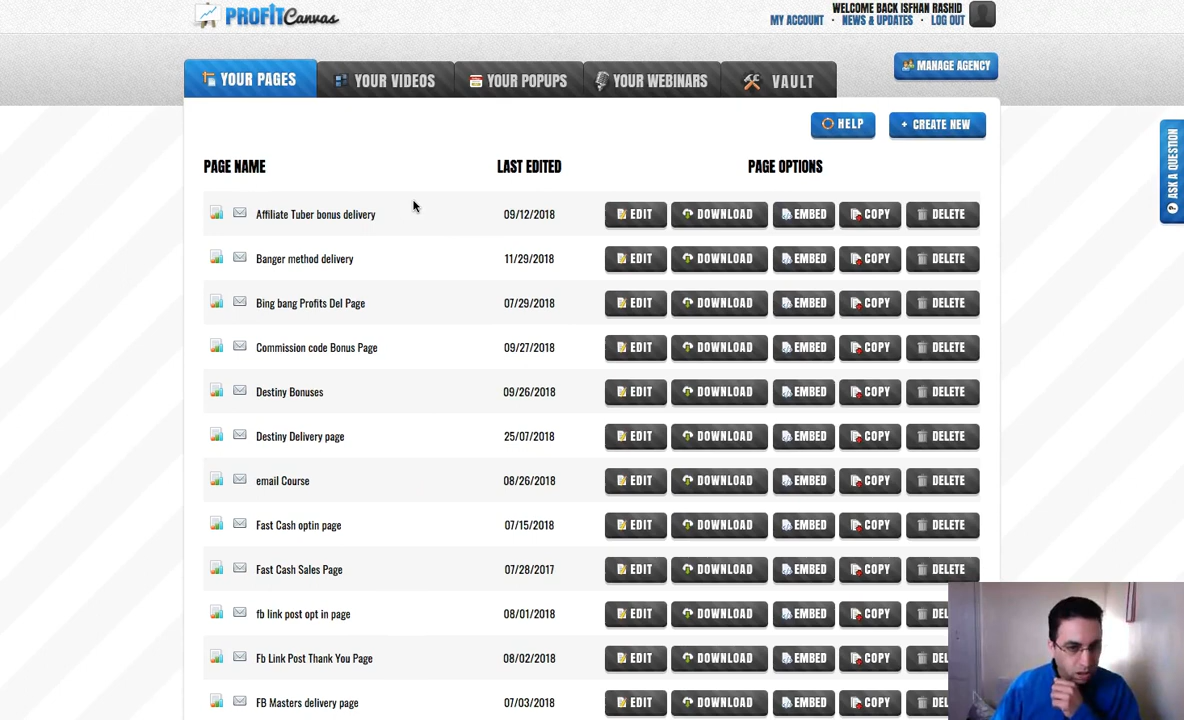 PROFITCanvas
WELCOME BACK ISFHAN RASHID
MY ACCOUNT · NEWS & UPDATES · LOG OUT
YOUR PAGES
YOUR VIDEOS
YOUR POPUPS
YOUR WEBINARS
VAULT
MANAGE AGENCY
HELP
+ CREATE NEW
ASK A QUESTION
PAGE NAME LAST EDITED PAGE OPTIONS
Affiliate Tuber bonus delivery 09/12/2018 EDIT DOWNLOAD EMBED COPY DELETE
Banger method delivery 11/29/2018 EDIT DOWNLOAD EMBED COPY DELETE
Bing bang Profits Del Page 07/29/2018 EDIT DOWNLOAD EMBED COPY DELETE
Commission code Bonus Page 09/27/2018 EDIT DOWNLOAD EMBED COPY DELETE
Destiny Bonuses 09/26/2018 EDIT DOWNLOAD EMBED COPY DELETE
Destiny Delivery page 25/07/2018 EDIT DOWNLOAD EMBED COPY DELETE
email Course 08/26/2018 EDIT DOWNLOAD EMBED COPY DELETE
Fast Cash optin page 07/15/2018 EDIT DOWNLOAD EMBED COPY DELETE
Fast Cash Sales Page 07/28/2017 EDIT DOWNLOAD EMBED COPY DELETE
fb link post opt in page 08/01/2018 EDIT DOWNLOAD EMBED COPY DEL
Fb Link Post Thank You Page 08/02/2018 EDIT DOWNLOAD EMBED COPY DEL
FB Masters delivery page 07/03/2018 EDIT DOWNLOAD EMBED COPY DEL